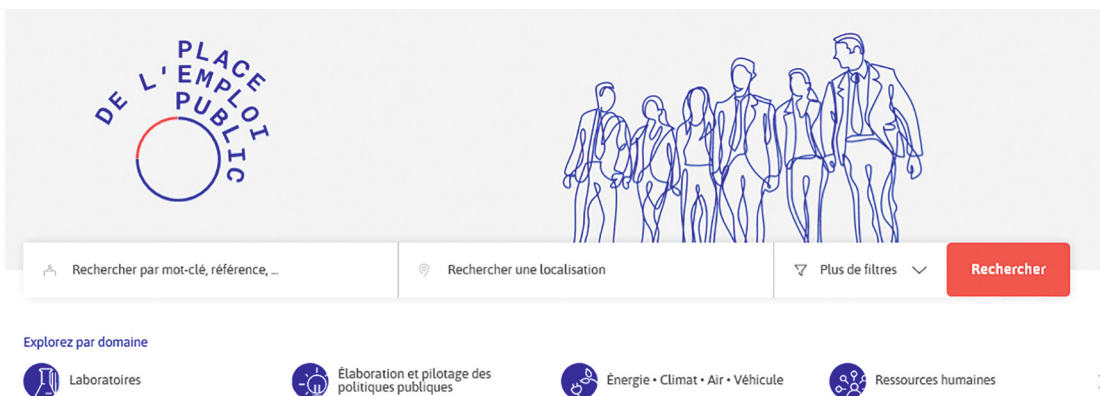 PLACE
DE L'EMPLOI
PUBLIC
Rechercher par mot-clé, référence, ...
Rechercher une localisation
Plus de filtres
Rechercher
Explorez par domaine
Laboratoires
Élaboration et pilotage des
politiques publiques
Énergie • Climat • Air • Véhicule
Ressources humaines